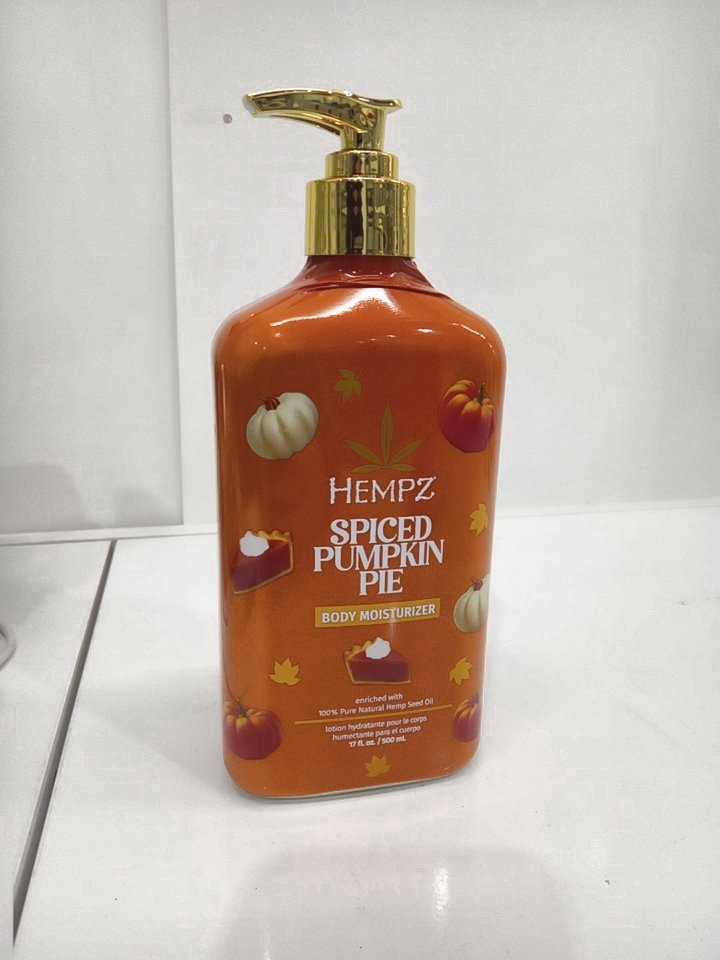 HEMPZ
SPICED
PUMPKIN
PIE
BODY MOISTURIZER
enriched with
100% Pure Natural Hemp Seed Oil
lotion hydratante pour le corps
humectante para el cuerpo
17 fl. oz. / 500 mL